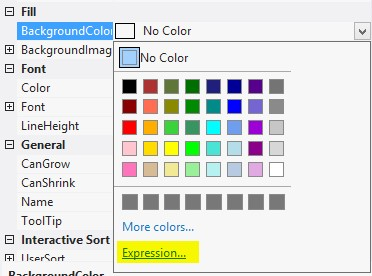 Fill
BackgroundColor No Color
BackgroundImag
No Color
Font
Color
Font
LineHeight
General
CanGrow
CanShrink
Name
ToolTip
More colors...
Expression...
Interactive Sort
UserSort
BackgroundColor